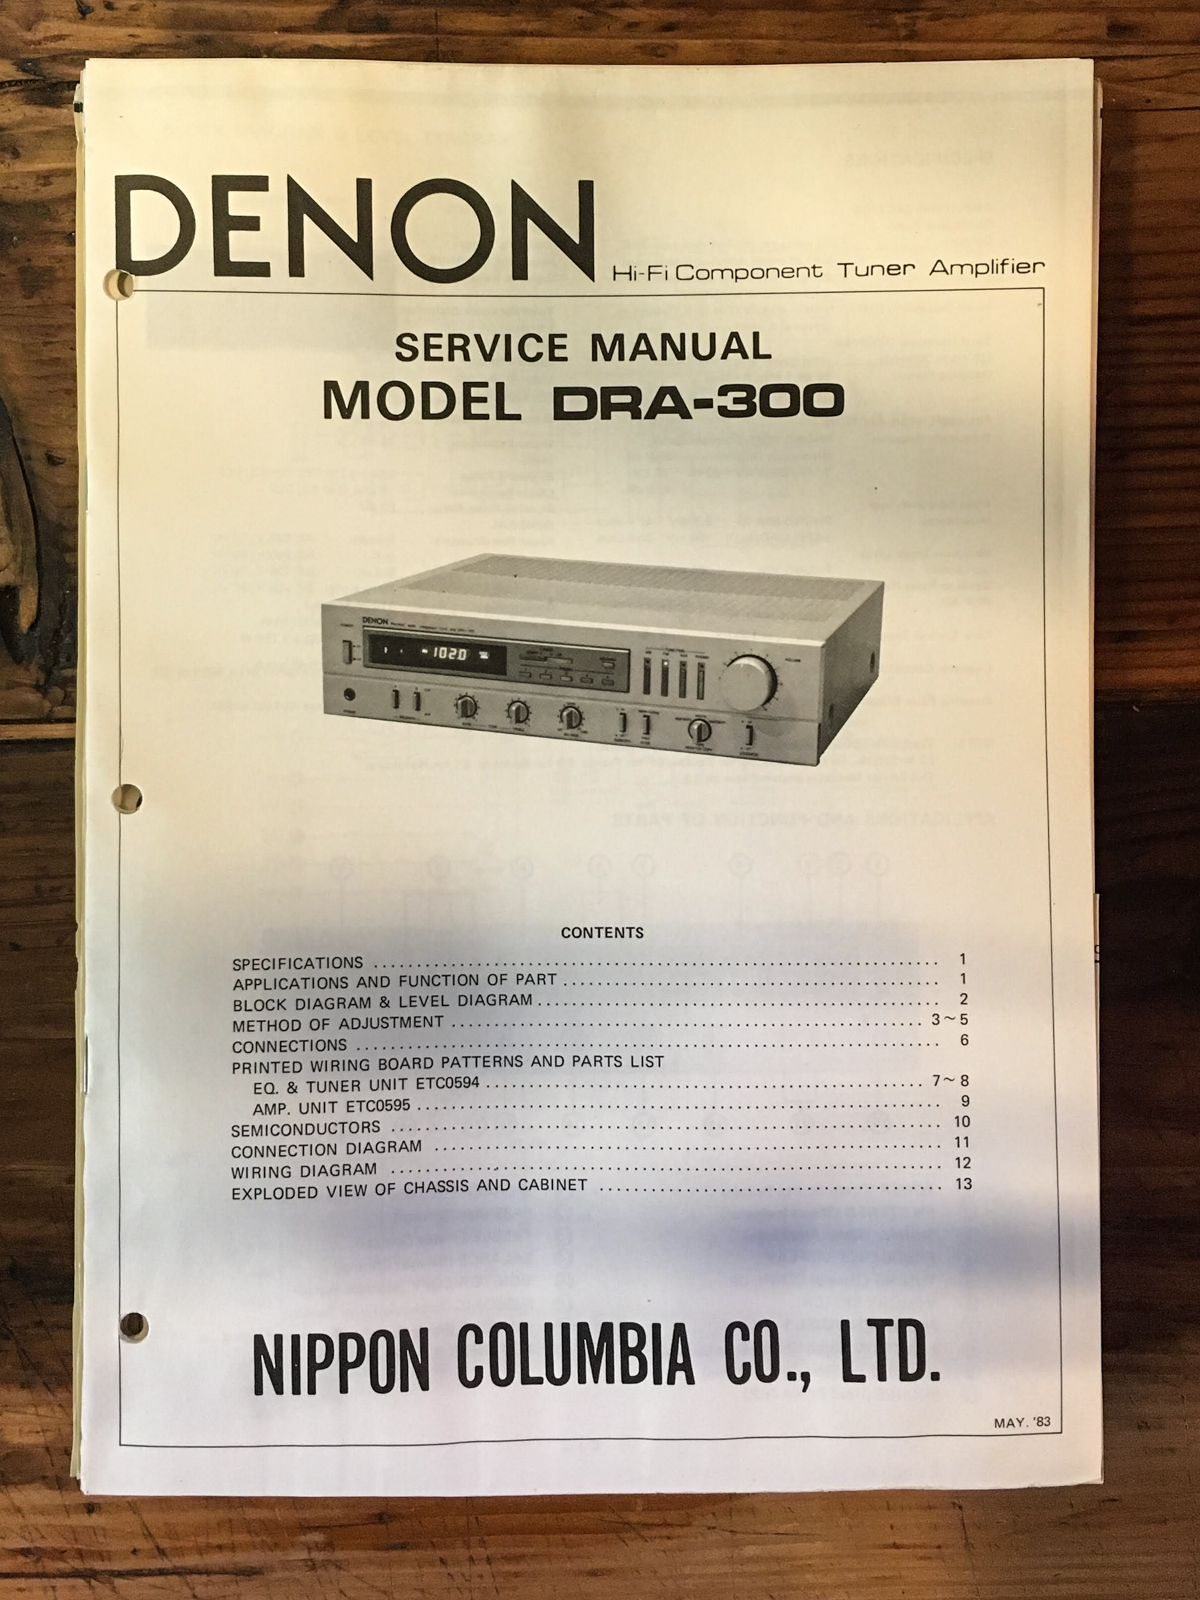 DENON
Hi-Fi Component Tuner Amplifier
SERVICE MANUAL
MODEL DRA-300
DENON
102.0
CONTENTS
SPECIFICATIONS ........ 1
APPLICATIONS AND FUNCTION OF PART ........ 1
BLOCK DIAGRAM & LEVEL DIAGRAM ........ 2
METHOD OF ADJUSTMENT ........ 3~5
CONNECTIONS ........ 6
PRINTED WIRING BOARD PATTERNS AND PARTS LIST
EQ. & TUNER UNIT ETC0594 ........ 7~8
AMP. UNIT ETC0595 ........ 9
SEMICONDUCTORS ........ 10
CONNECTION DIAGRAM ........ 11
WIRING DIAGRAM ........ 12
EXPLODED VIEW OF CHASSIS AND CABINET ........ 13
NIPPON COLUMBIA CO., LTD.
MAY. '83